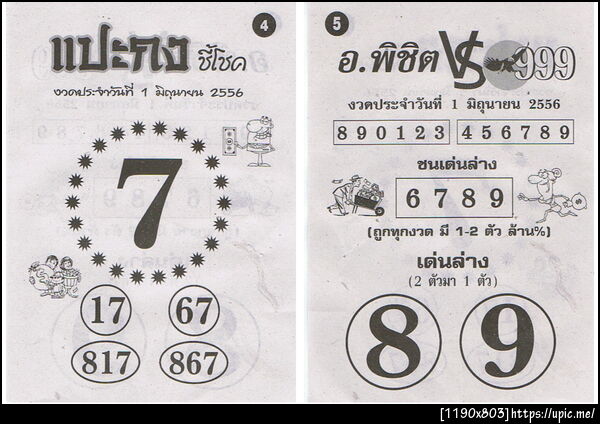 4
แปะกง ชี้โชค
งวดประจำวันที่ 1 มิถุนายน 2556
7
17 67
817 867
5
อ.พิชิต VS 999
งวดประจำวันที่ 1 มิถุนายน 2556
890123 456789
ชนเด่นล่าง
6789
(ถูกทุกงวด มี 1-2 ตัว ล้าน%)
เด่นล่าง
(2 ตัวมา 1 ตัว)
8 9
[1190x803]https://upic.me/